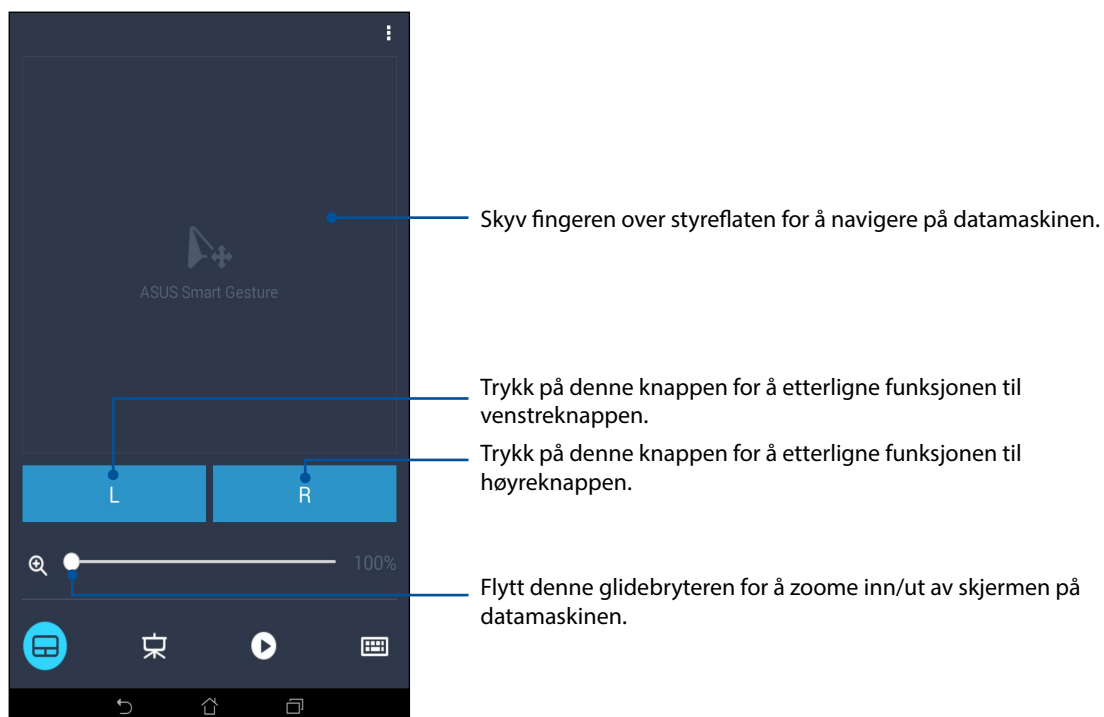 Skyv fingeren over styreflaten for å navigere på datamaskinen.
ASUS Smart Gesture
Trykk på denne knappen for å etterligne funksjonen til
venstreknappen.
Trykk på denne knappen for å etterligne funksjonen til
høyreknappen.
L
R
100%
Flytt denne glidebryteren for å zoome inn/ut av skjermen på
datamaskinen.